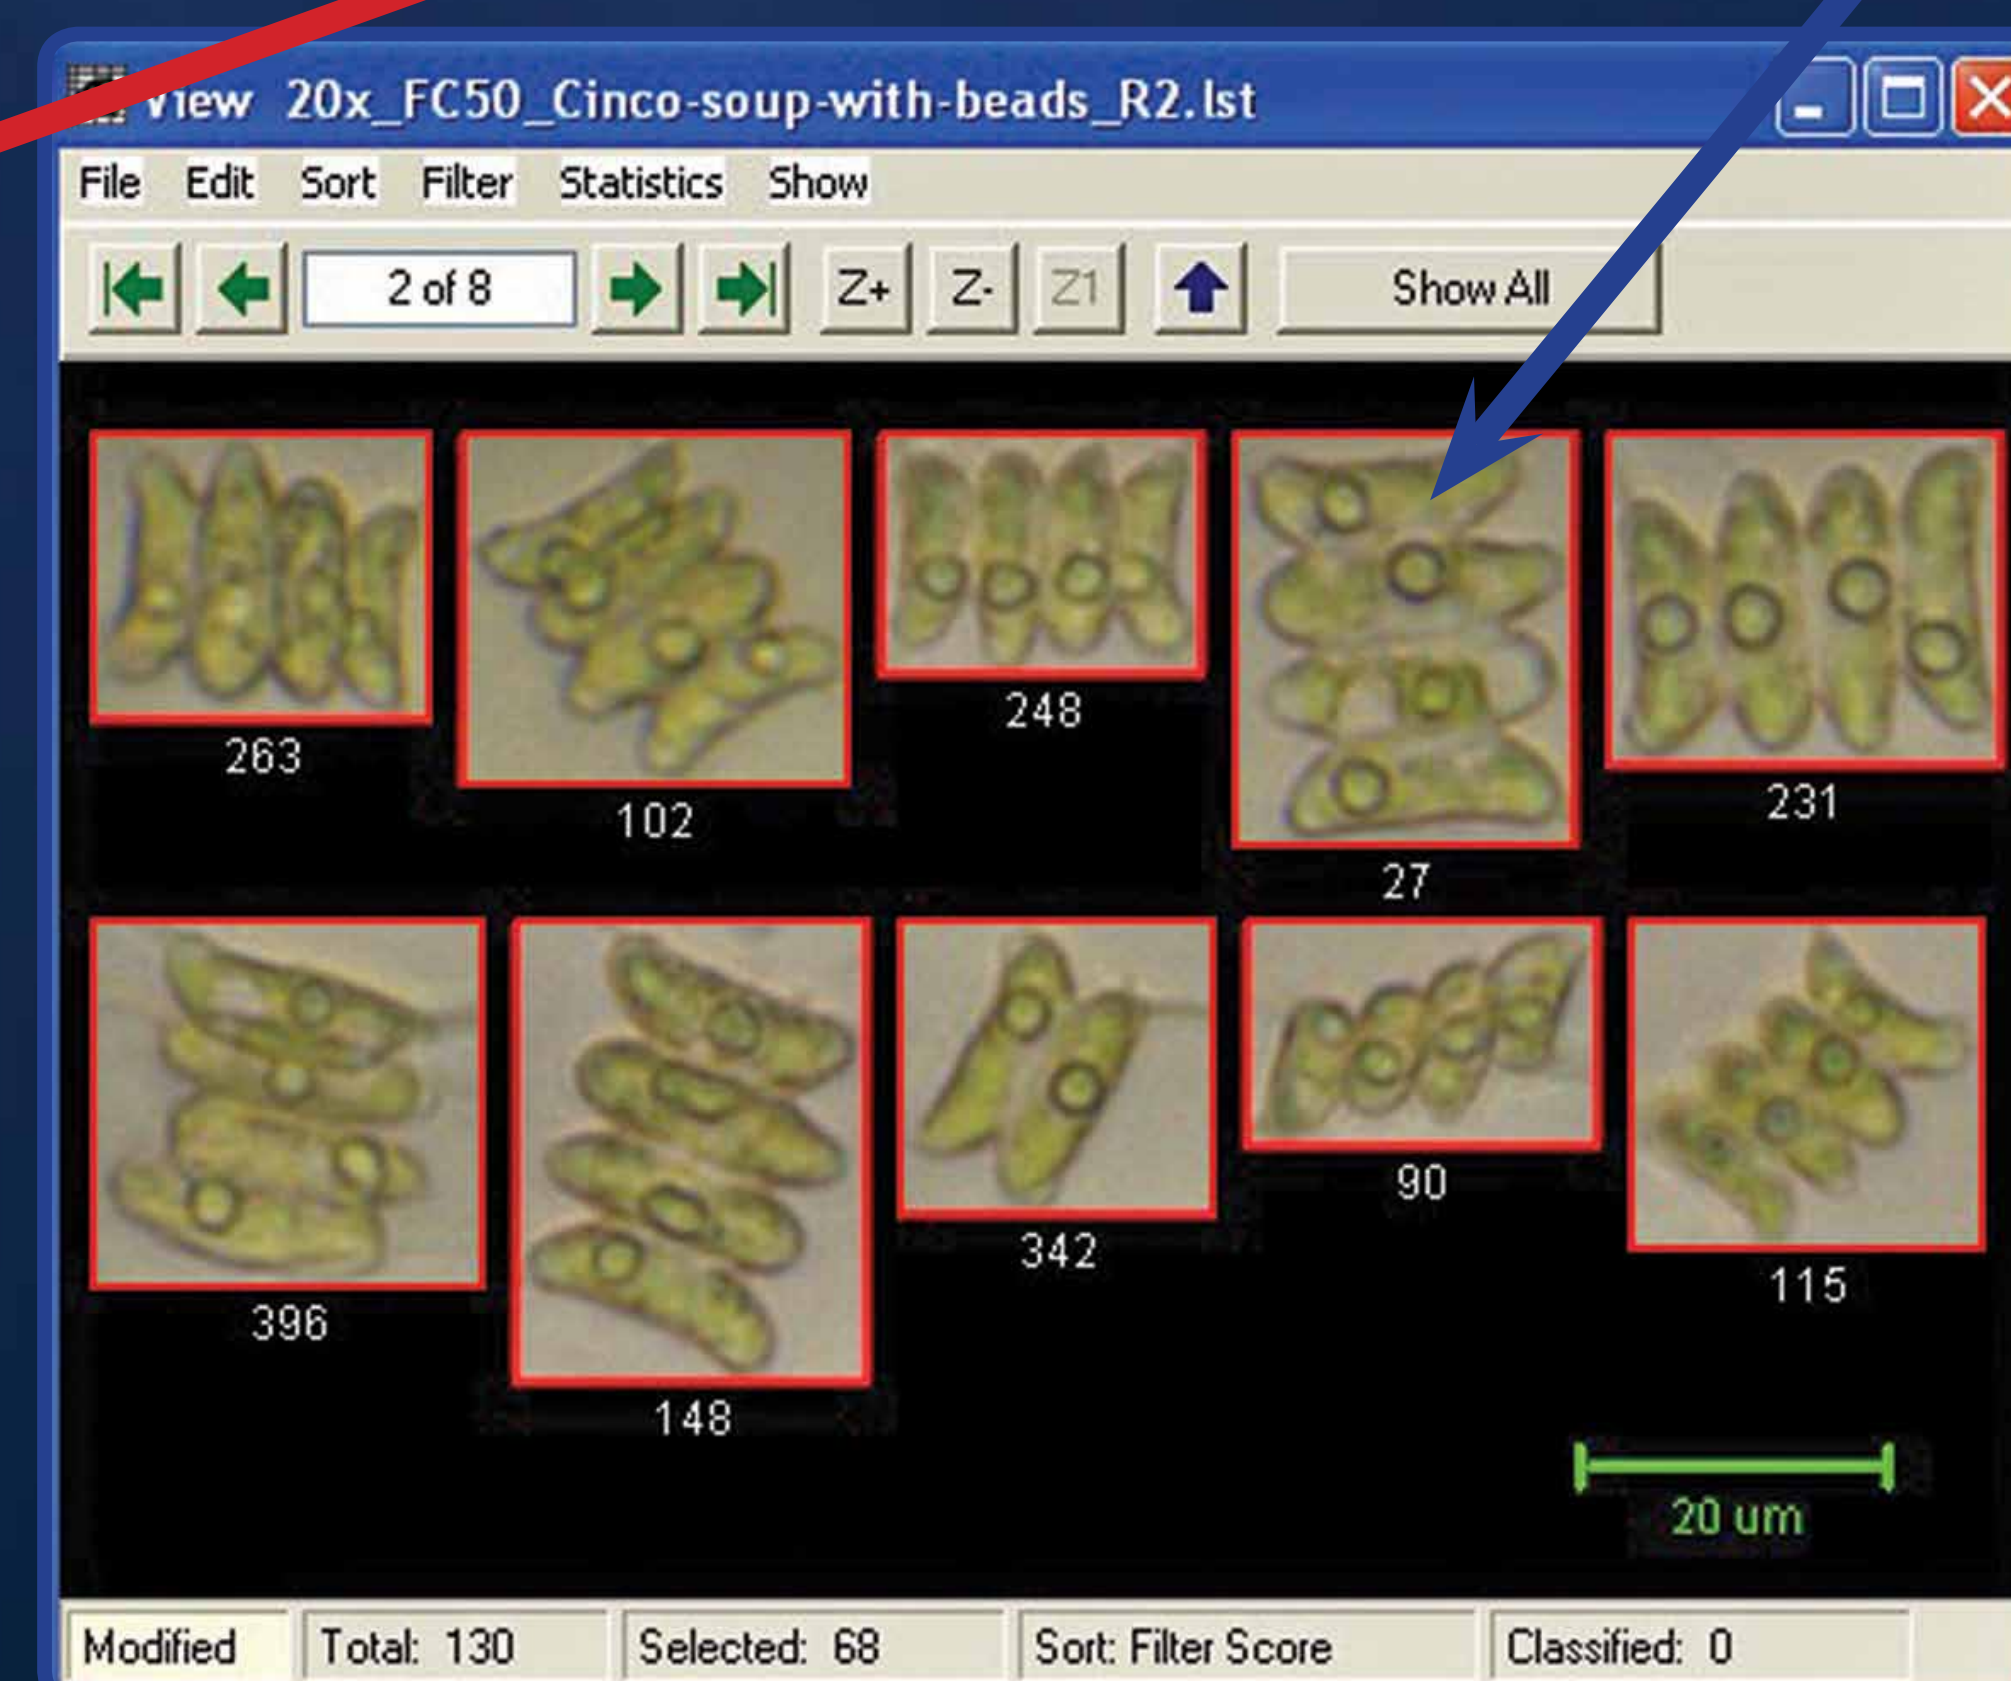 View 20x_FC50_Cinco-soup-with-beads_R2.lst
File Edit Sort Filter Statistics Show
2 of 8 Z+ Z- Z1 Show All
263
102
248
27
231
396
148
342
90
115
20 um
Modified Total: 130 Selected: 68 Sort: Filter Score Classified: 0